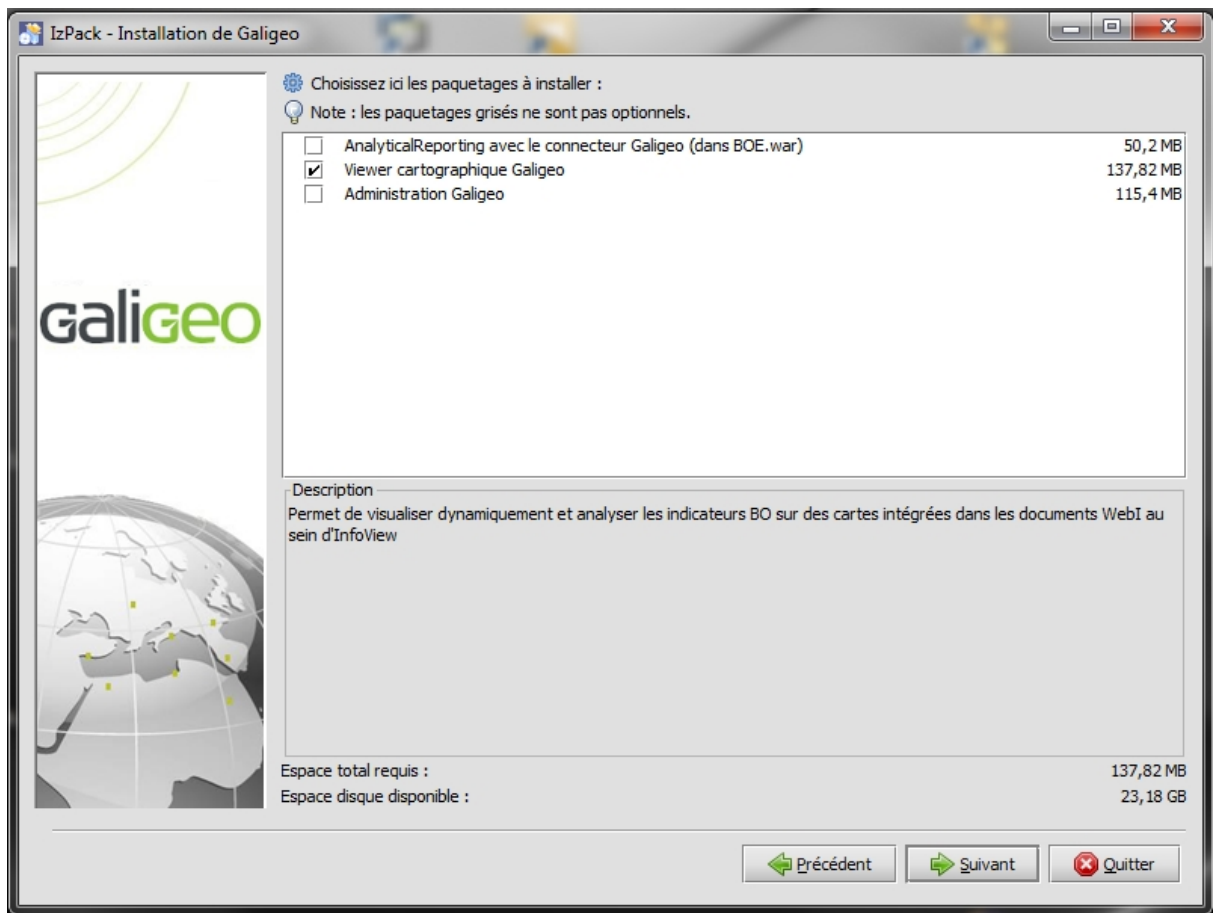 IzPack - Installation de Galigeo
Choisissez ici les paquetages à installer :
Note : les paquetages grisés ne sont pas optionnels.
AnalyticalReporting avec le connecteur Galigeo (dans BOE.war) 50,2 MB
Viewer cartographique Galigeo 137,82 MB
Administration Galigeo 115,4 MB
galigeo
Description
Permet de visualiser dynamiquement et analyser les indicateurs BO sur des cartes intégrées dans les documents WebI au
sein d'InfoView
Espace total requis : 137,82 MB
Espace disque disponible : 23,18 GB
Précédent Suivant Quitter